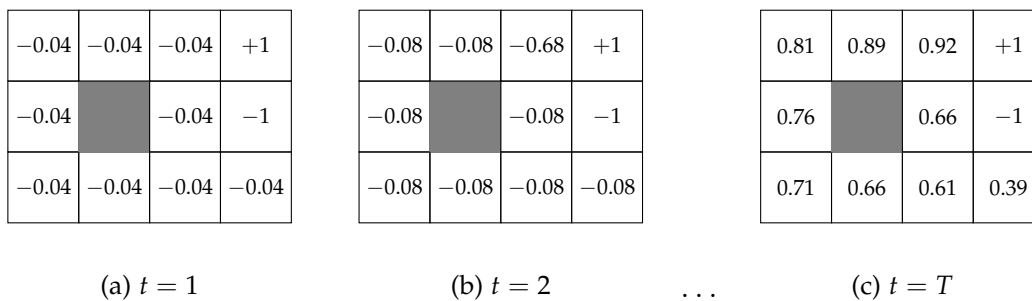 −0.04 −0.04 −0.04 +1
−0.04 −0.04 −1
−0.04 −0.04 −0.04 −0.04
(a) t = 1
−0.08 −0.08 −0.68 +1
−0.08 −0.08 −1
−0.08 −0.08 −0.08 −0.08
(b) t = 2
. . .
0.81 0.89 0.92 +1
0.76 0.66 −1
0.71 0.66 0.61 0.39
(c) t = T